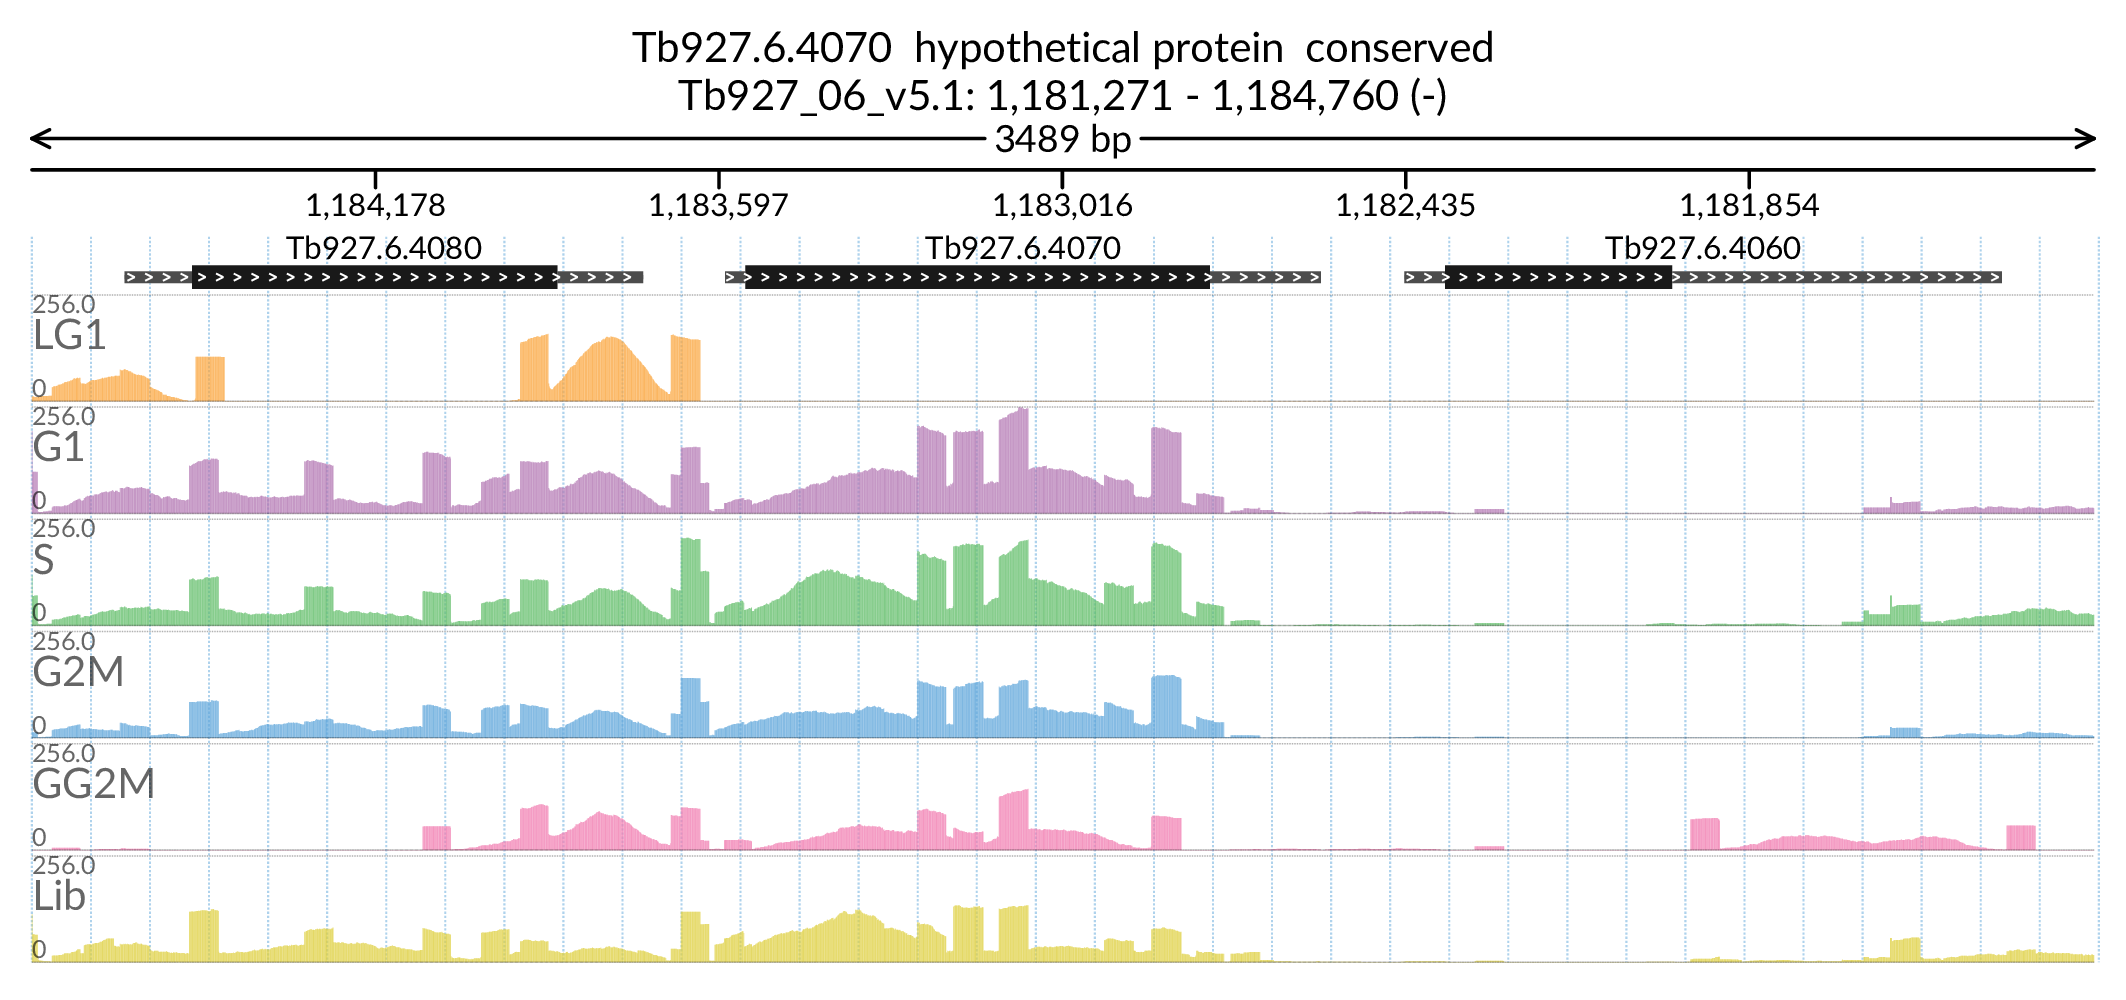 Tb927.6.4070 hypothetical protein conserved
Tb927_06_v5.1: 1,181,271 - 1,184,760 (-)
3489 bp
1,184,178 1,183,597 1,183,016 1,182,435 1,181,854
Tb927.6.4080 Tb927.6.4070 Tb927.6.4060
256.0
LG1
0
256.0
G1
0
256.0
S
0
256.0
G2M
0
256.0
GG2M
0
256.0
Lib
0